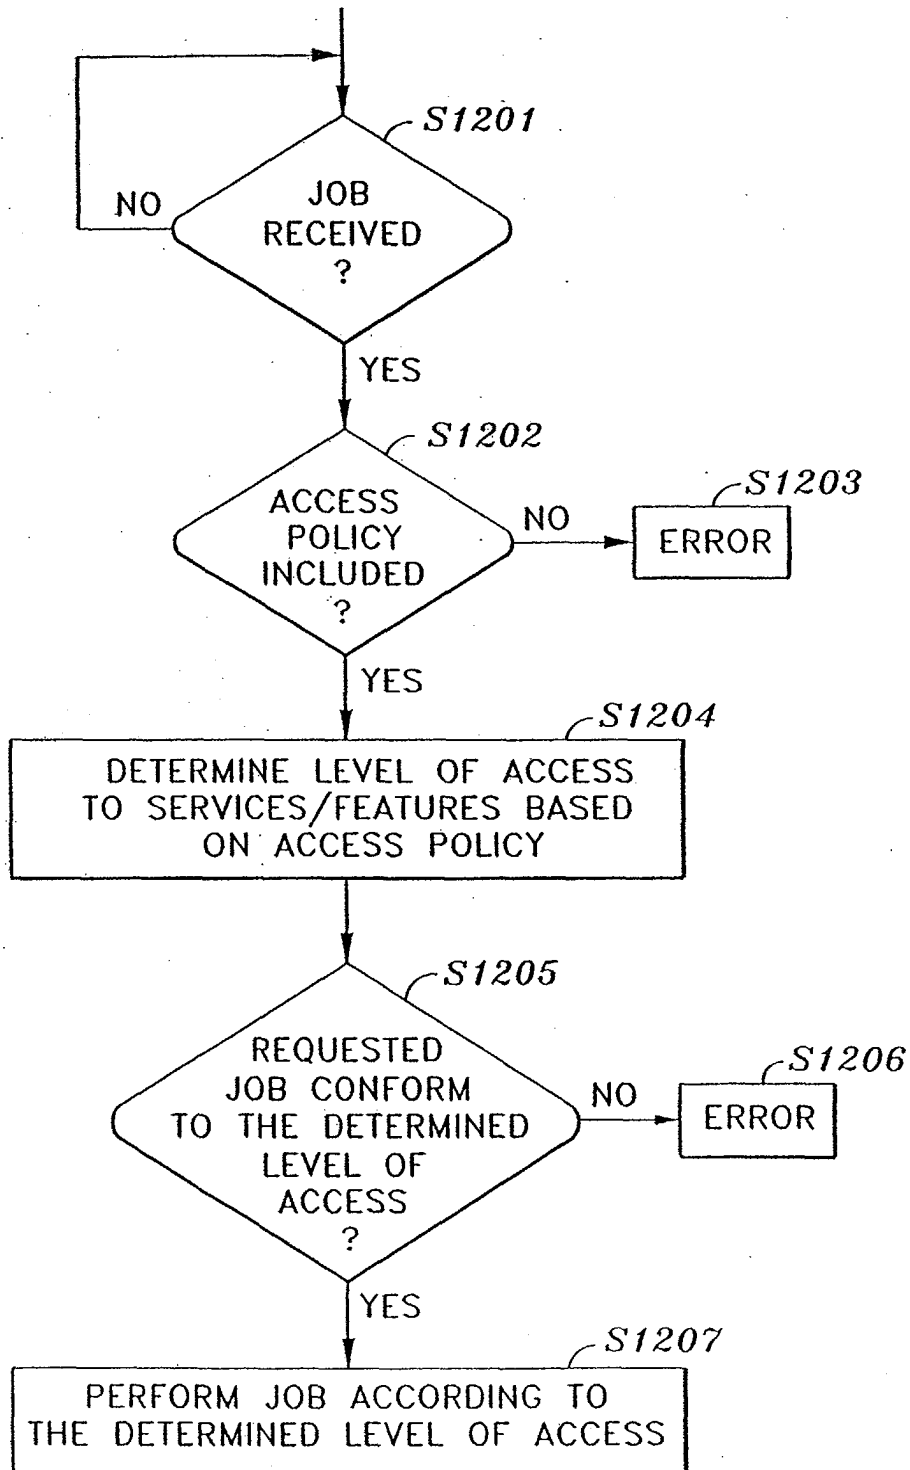 S1201
JOB
RECEIVED
?
NO
YES
S1202
ACCESS
POLICY
INCLUDED
?
NO
S1203
ERROR
YES
S1204
DETERMINE LEVEL OF ACCESS
TO SERVICES/FEATURES BASED
ON ACCESS POLICY
S1205
REQUESTED
JOB CONFORM
TO THE DETERMINED
LEVEL OF
ACCESS
?
NO
S1206
ERROR
YES
S1207
PERFORM JOB ACCORDING TO
THE DETERMINED LEVEL OF ACCESS